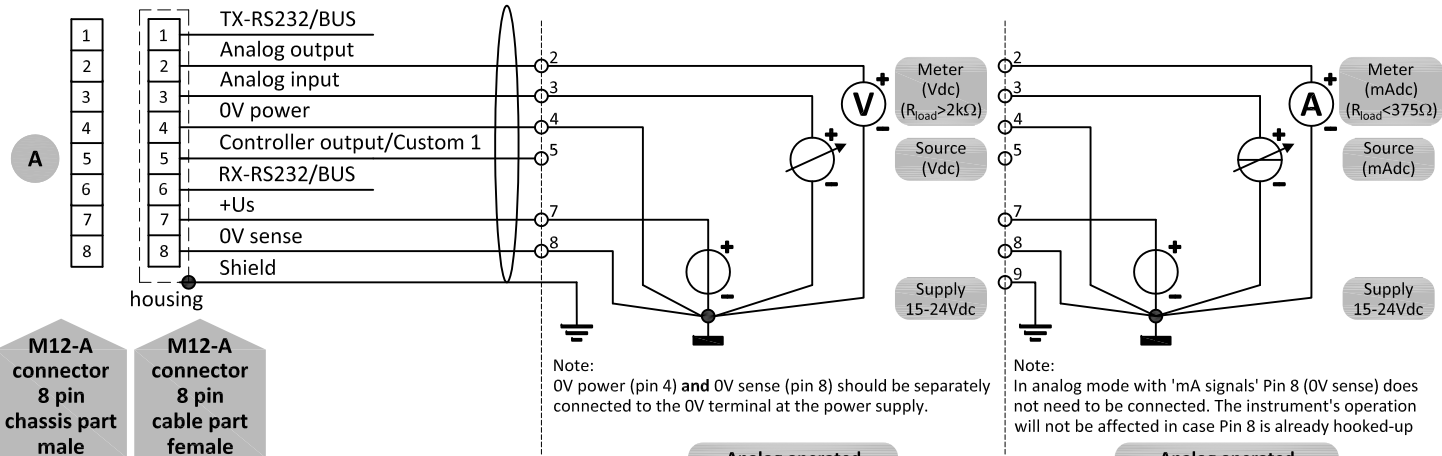 A
1
2
3
4
5
6
7
8
1
2
3
4
5
6
7
8
TX-RS232/BUS
Analog output
Analog input
0V power
Controller output/Custom 1
RX-RS232/BUS
+Us
0V sense
Shield
housing
M12-A
connector
8 pin
chassis part
male
M12-A
connector
8 pin
cable part
female
2
3
4
5
7
8
V
+
-
+
-
+
-
Meter
(Vdc)
(Rload>2kΩ)
Source
(Vdc)
Supply
15-24Vdc
Note:
0V power (pin 4) and 0V sense (pin 8) should be separately
connected to the 0V terminal at the power supply.
2
3
4
5
7
8
9
A
+
-
+
-
+
-
Meter
(mAdc)
(Rload<375Ω)
Source
(mAdc)
Supply
15-24Vdc
Note:
In analog mode with 'mA signals' Pin 8 (0V sense) does
not need to be connected. The instrument's operation
will not be affected in case Pin 8 is already hooked-up
Analog operated
Analog operated